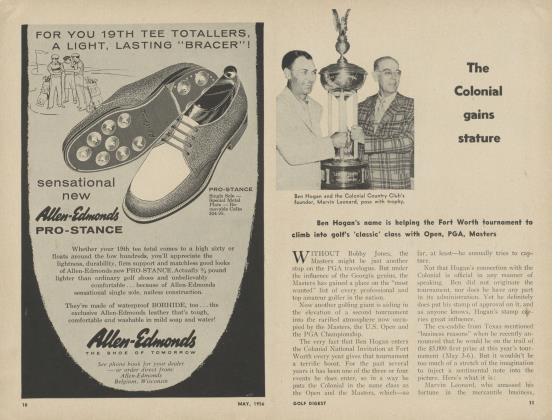 FOR YOU 19TH TEE TOTALLERS,
A LIGHT, LASTING "BRACER"!
PRO-STANCE
Single Sole —
Special Metal
Plate — Re-
movable Calks
$24.95.
sensational
new
Allen-Edmonds
PRO-STANCE
Whether your 19th tee total comes to a high sixty or
floats around the low hundreds, you'll appreciate the
lightness, durability, firm support and matchless good looks
of Allen-Edmonds new PRO-STANCE. Actually ¾ pound
lighter than ordinary golf shoes and unbelievably
comfortable . . . because of Allen-Edmonds
sensational single sole, nailess construction.
They're made of waterproof BORHIDE, too . . . the
exclusive Allen-Edmonds leather that's tough,
comfortable and washable in mild soap and water!
Allen-Edmonds
THE SHOE OF TOMORROW
See phone book for your dealer
— or order direct from
Allen-Edmonds
Belgium, Wisconsin
10
MAY, 1956
The
Colonial
gains
stature
Ben Hogan and the Colonial Country Club's
founder, Marvin Leonard, pose with trophy.
Ben Hogan's name is helping the Fort Worth tournament to
climb into golf's 'classic' class with Open, PGA, Masters
WITHOUT Bobby Jones, the
Masters might be just another
stop on the PGA travelogue. But under
the influence of the Georgia genius, the
Masters has gained a place on the "most
wanted" list of every professional and
top amateur golfer in the nation.
Now another golfing giant is aiding in
the elevation of a second tournament
into the rarified atmosphere now occu-
pied by the Masters, the U.S. Open and
the PGA Championship.
The very fact that Ben Hogan enters
the Colonial National Invitation at Fort
Worth every year gives that tournament
a terrific boost. For the past several
years it has been one of the three or four
events he does enter, so in a way he
puts the Colonial in the same class as
the Open and the Masters, which—so
far, at least—he annually tries to cap-
ture.
Not that Hogan's connection with the
Colonial is official in any manner of
speaking. Ben did not originate the
tournament, nor does he have any part
in its administration. Yet he definitely
does put his stamp of approval on it, and
as anyone knows, Hogan's stamp car-
ries great influence.
The ex-caddie from Texas mentioned
"business reasons" when he recently an-
nounced that he would be on the trail of
the $5,000 first prize at this year's tour-
nament (May 3-6). But it wouldn't be
too much of a stretch of the imagination
to inject a sentimental note into the
picture. Here's what it is:
Marvin Leonard, who amassed his
fortune in the mercantile business,
GOLF DIGEST
11